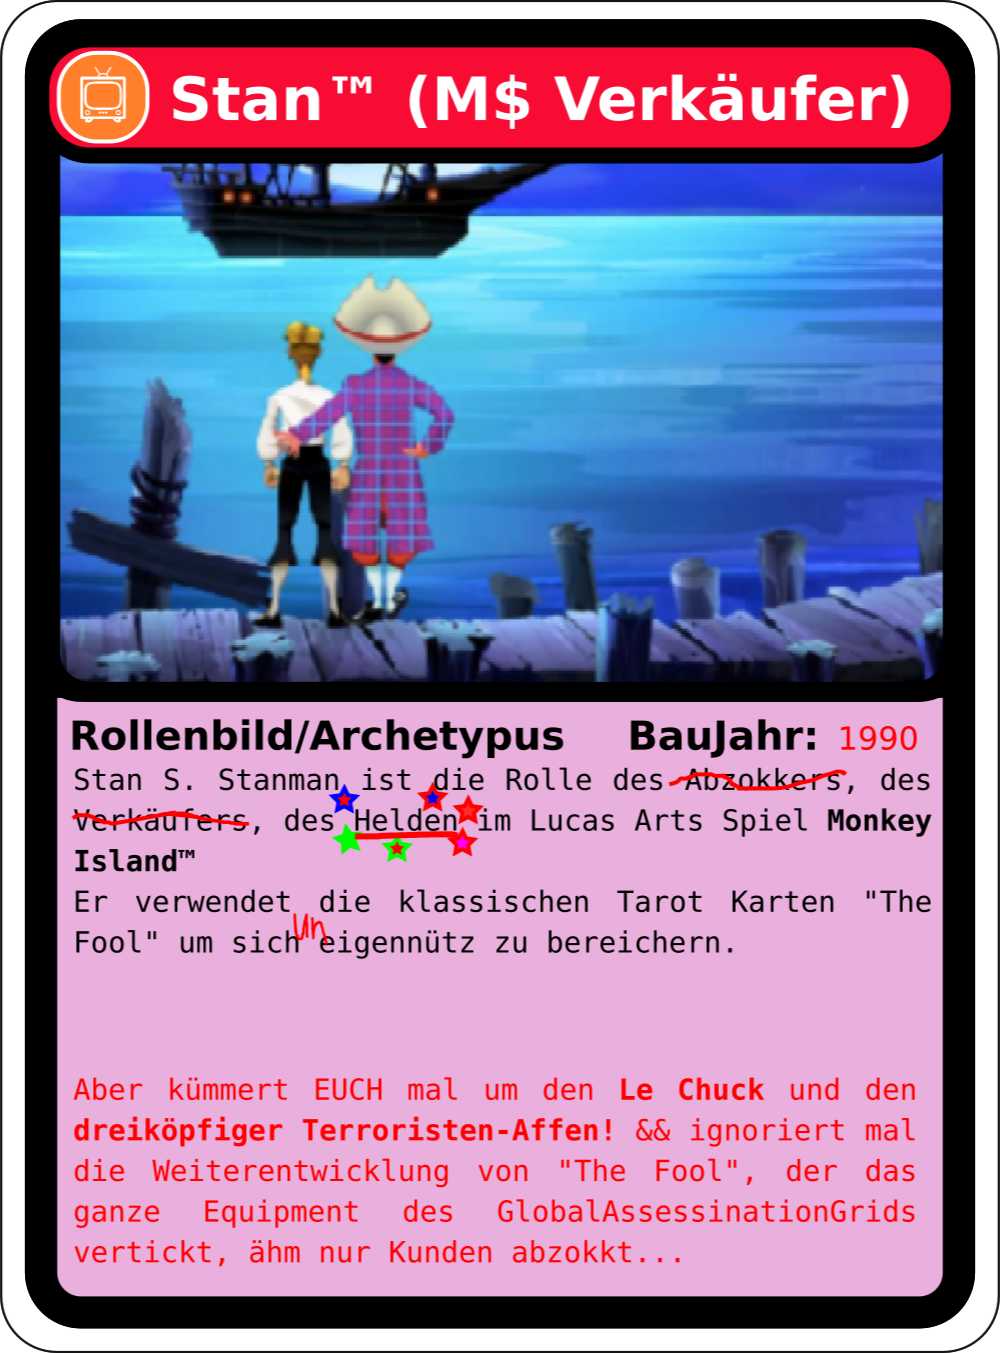 Stan™ (M$ Verkäufer)
Rollenbild/Archetypus BauJahr: 1990
Stan S. Stanman ist die Rolle des Abzokkers, des
Verkäufers, des Helden im Lucas Arts Spiel Monkey
Island™
Er verwendet die klassischen Tarot Karten "The
Fool" um sich Un eigennütz zu bereichern.
Aber kümmert EUCH mal um den Le Chuck und den
dreiköpfiger Terroristen-Affen! && ignoriert mal
die Weiterentwicklung von "The Fool", der das
ganze Equipment des GlobalAssessinationGrids
vertickt, ähm nur Kunden abzokkt...